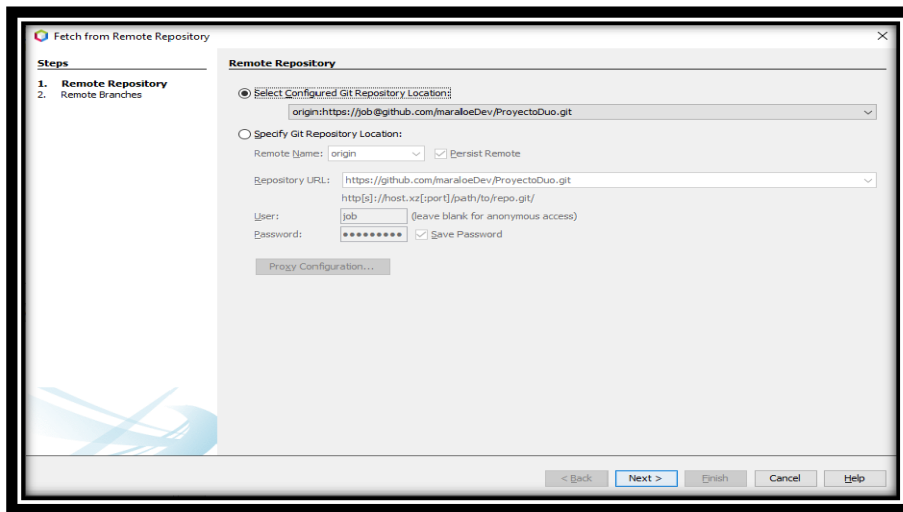 Fetch from Remote Repository
Steps
1. Remote Repository
2. Remote Branches
Remote Repository
Select Configured Git Repository Location:
origin:https://job@github.com/maraloeDev/ProyectoDuo.git
Specify Git Repository Location:
Remote Name: origin Persist Remote
Repository URL: https://github.com/maraloeDev/ProyectoDuo.git
http[s]://host.xz[:port]/path/to/repo.git/
User: job (leave blank for anonymous access)
Password: ●●●●●●●●● Save Password
Proxy Configuration...
< Back Next > Finish Cancel Help